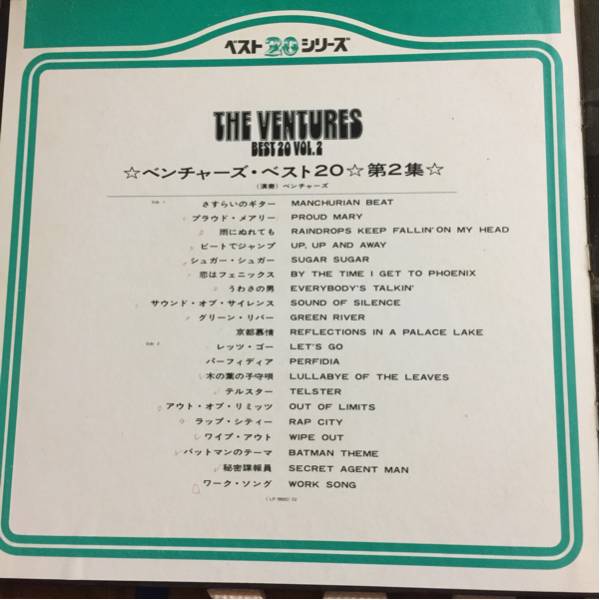 ベスト20シリーズ
THE VENTURES
BEST 20 VOL.2
☆ベンチャーズ・ベスト20☆第2集☆
(演奏)ベンチャーズ
さすらいのギター MANCHURIAN BEAT
プラウド・メアリー PROUD MARY
雨にぬれても RAINDROPS KEEP FALLIN' ON MY HEAD
ビートでジャンプ UP, UP AND AWAY
シュガー・シュガー SUGAR SUGAR
恋はフェニックス BY THE TIME I GET TO PHOENIX
うわさの男 EVERYBODY'S TALKIN'
サウンド・オブ・サイレンス SOUND OF SILENCE
グリーン・リバー GREEN RIVER
京都慕情 REFLECTIONS IN A PALACE LAKE
レッツ・ゴー LET'S GO
パーフィディア PERFIDIA
木の葉の子守唄 LULLABYE OF THE LEAVES
テルスター TELSTER
アウト・オブ・リミッツ OUT OF LIMITS
ラップ・シティー RAP CITY
ワイプ・アウト WIPE OUT
バットマンのテーマ BATMAN THEME
秘密諜報員 SECRET AGENT MAN
ワーク・ソング WORK SONG